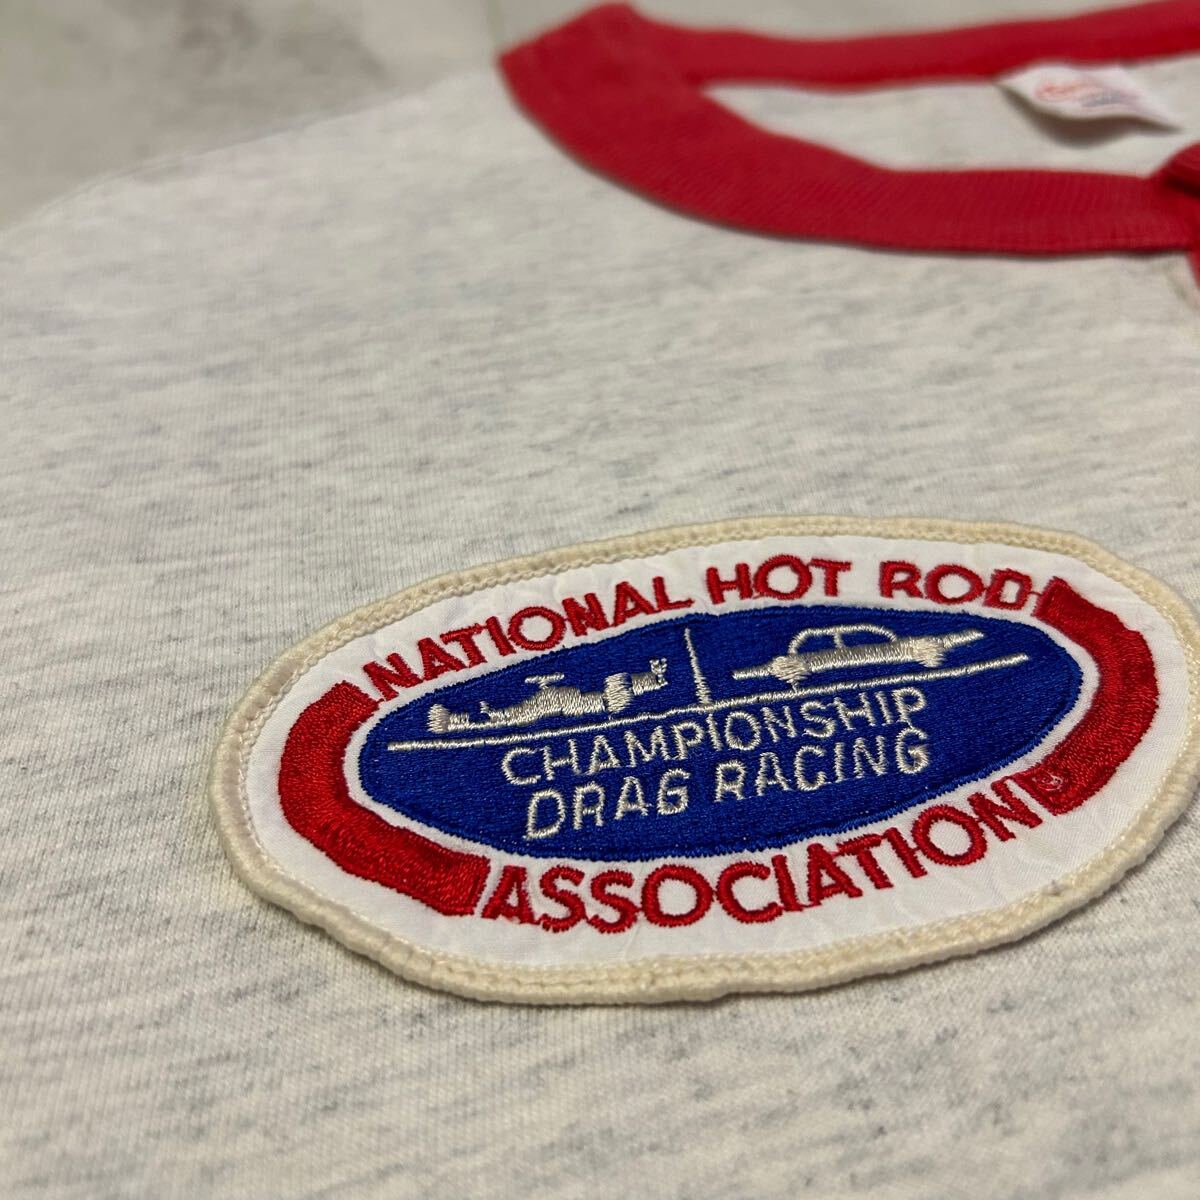 NATIONAL HOT ROD
CHAMPIONSHIP
DRAG RACING
ASSOCIATION